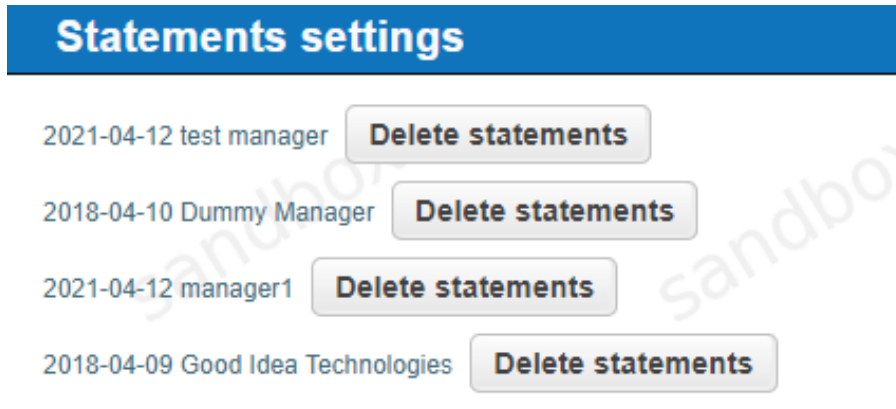 Statements settings
2021-04-12 test manager Delete statements
2018-04-10 Dummy Manager Delete statements
2021-04-12 manager1 Delete statements
2018-04-09 Good Idea Technologies Delete statements
sandbox
sandbox